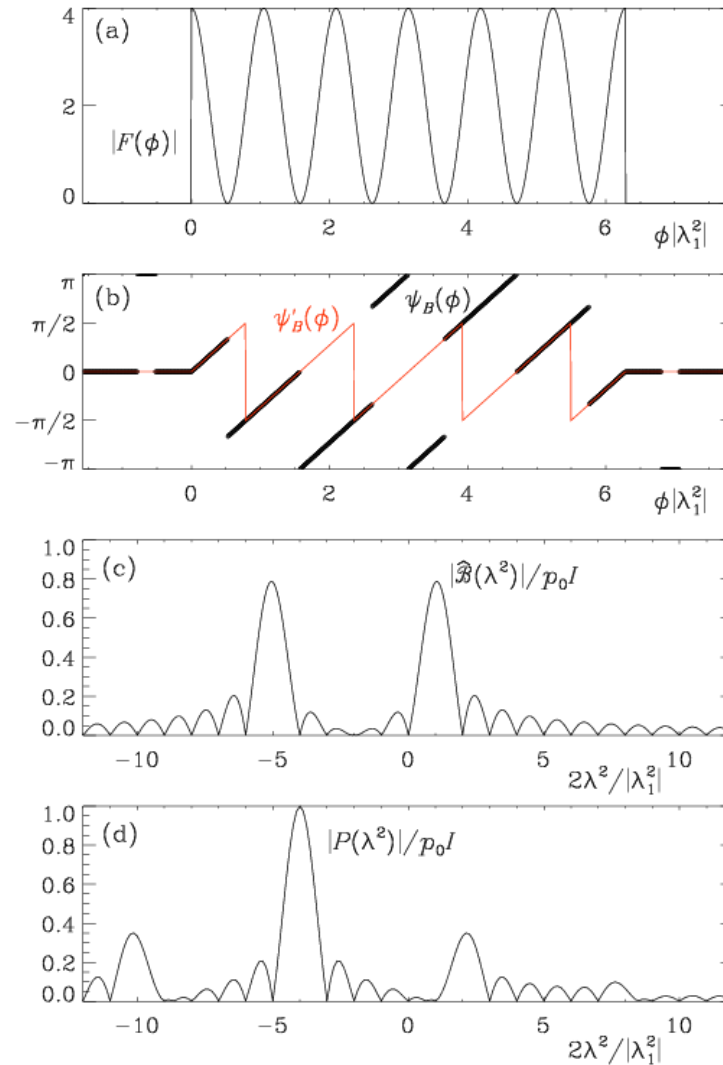 4
(a)
2
|F(ϕ)|
0
0 2 4 6
ϕ|λ₁²|
π
(b)
ψ'_B(ϕ)
ψ_B(ϕ)
π/2
0
−π/2
−π
0 2 4 6
ϕ|λ₁²|
1.0
(c)
|𝓑̂(λ²)|/p₀I
0.8
0.6
0.4
0.2
0.0
−10 −5 0 5 10
2λ²/|λ₁²|
1.0
(d)
|P(λ²)|/p₀I
0.8
0.6
0.4
0.2
0.0
−10 −5 0 5 10
2λ²/|λ₁²|